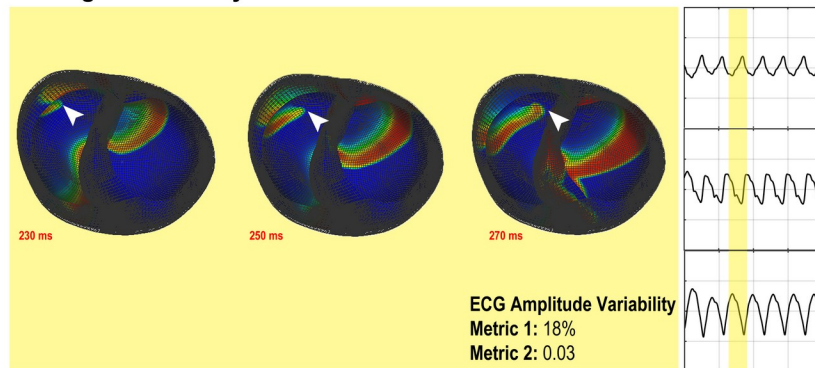 230 ms
250 ms
270 ms
ECG Amplitude Variability
Metric 1: 18%
Metric 2: 0.03